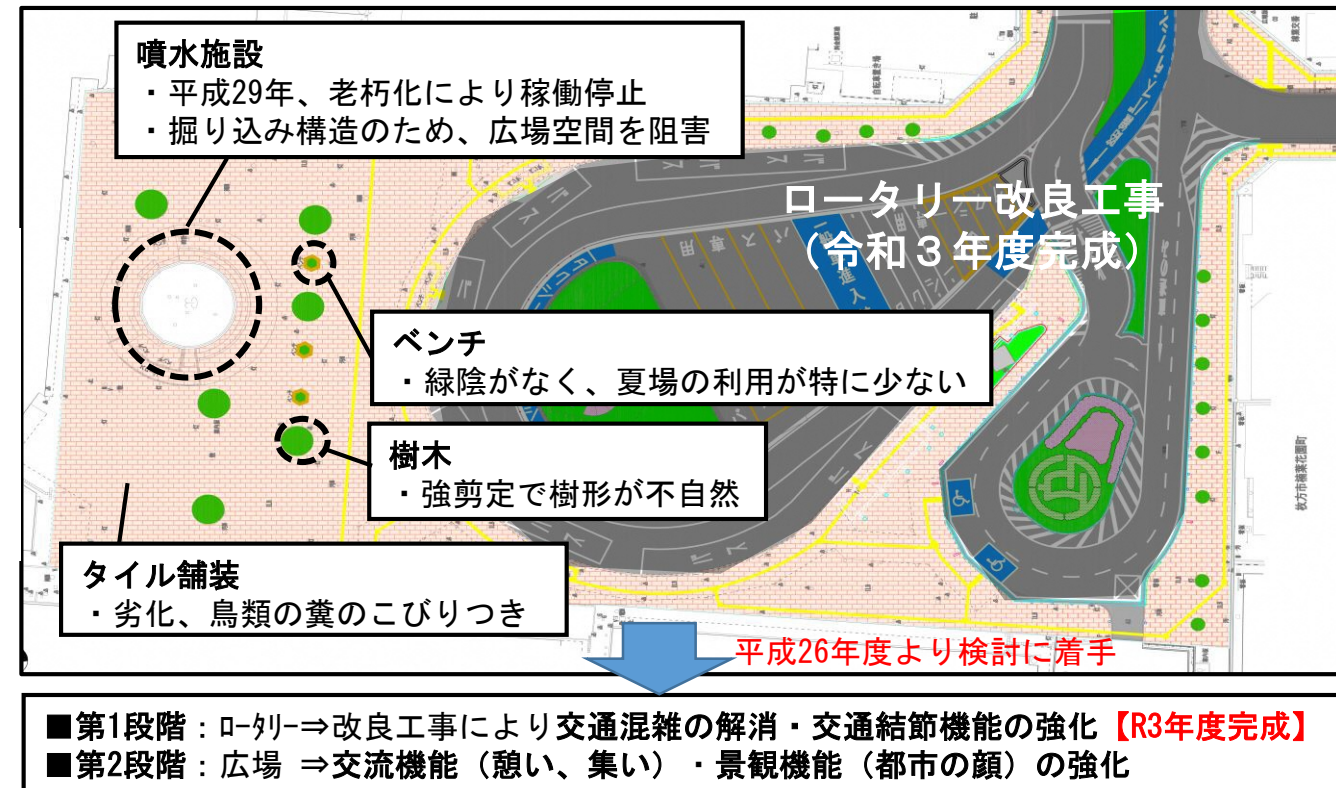 噴水施設
・平成29年、老朽化により稼働停止
・掘り込み構造のため、広場空間を阻害
ロータリー改良工事
（令和３年度完成）
ベンチ
・緑陰がなく、夏場の利用が特に少ない
樹木
・強剪定で樹形が不自然
枚方市楠葉花園町
タイル舗装
・劣化、鳥類の糞のこびりつき
平成26年度より検討に着手
■第1段階：ﾛｰﾀﾘｰ⇒改良工事により交通混雑の解消・交通結節機能の強化【R3年度完成】
■第2段階：広場 ⇒交流機能（憩い、集い）・景観機能（都市の顔）の強化